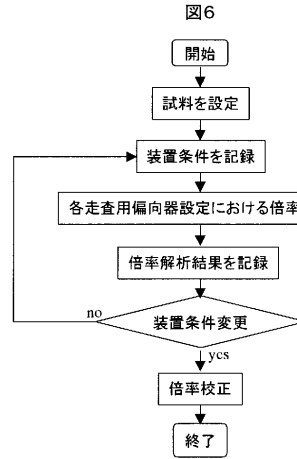 図6
開始
試料を設定
装置条件を記録
各走査用偏向器設定における倍率
倍率解析結果を記録
装置条件変更
no
ycs
倍率校正
終了